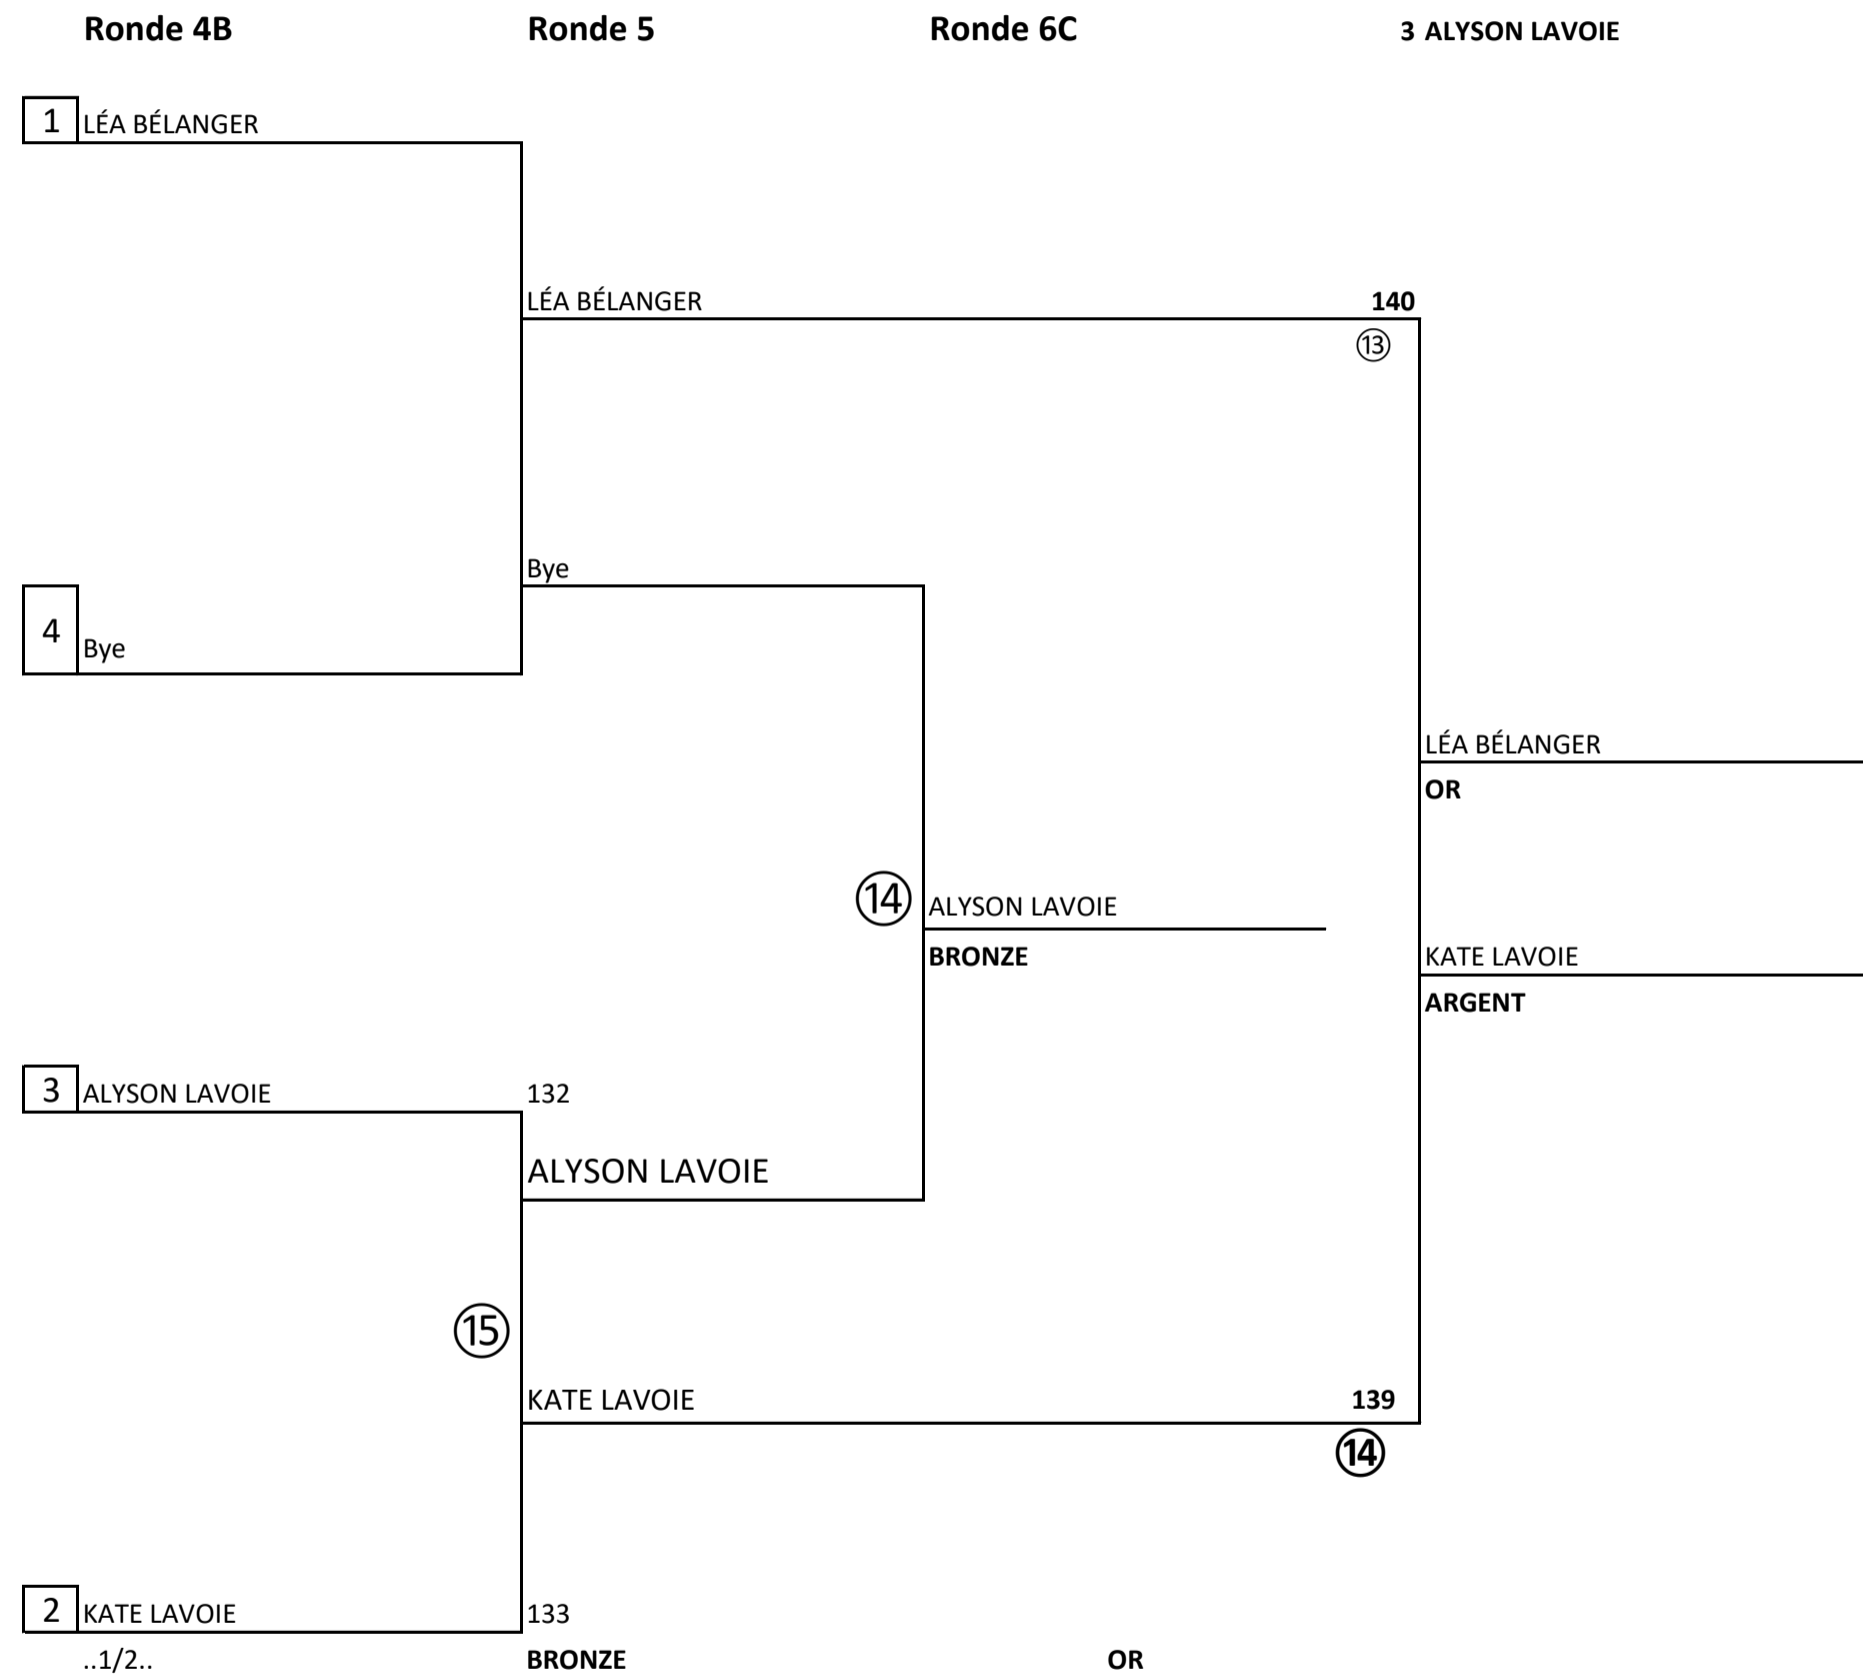 Ronde 4B Ronde 5 Ronde 6C 3 ALYSON LAVOIE
1 LÉA BÉLANGER
LÉA BÉLANGER 140
⑬
Bye
4 Bye
LÉA BÉLANGER
OR
⑭ ALYSON LAVOIE
BRONZE
KATE LAVOIE
ARGENT
3 ALYSON LAVOIE 132
ALYSON LAVOIE
⑮
KATE LAVOIE 139
⑭
2 KATE LAVOIE 133
..1/2.. BRONZE OR